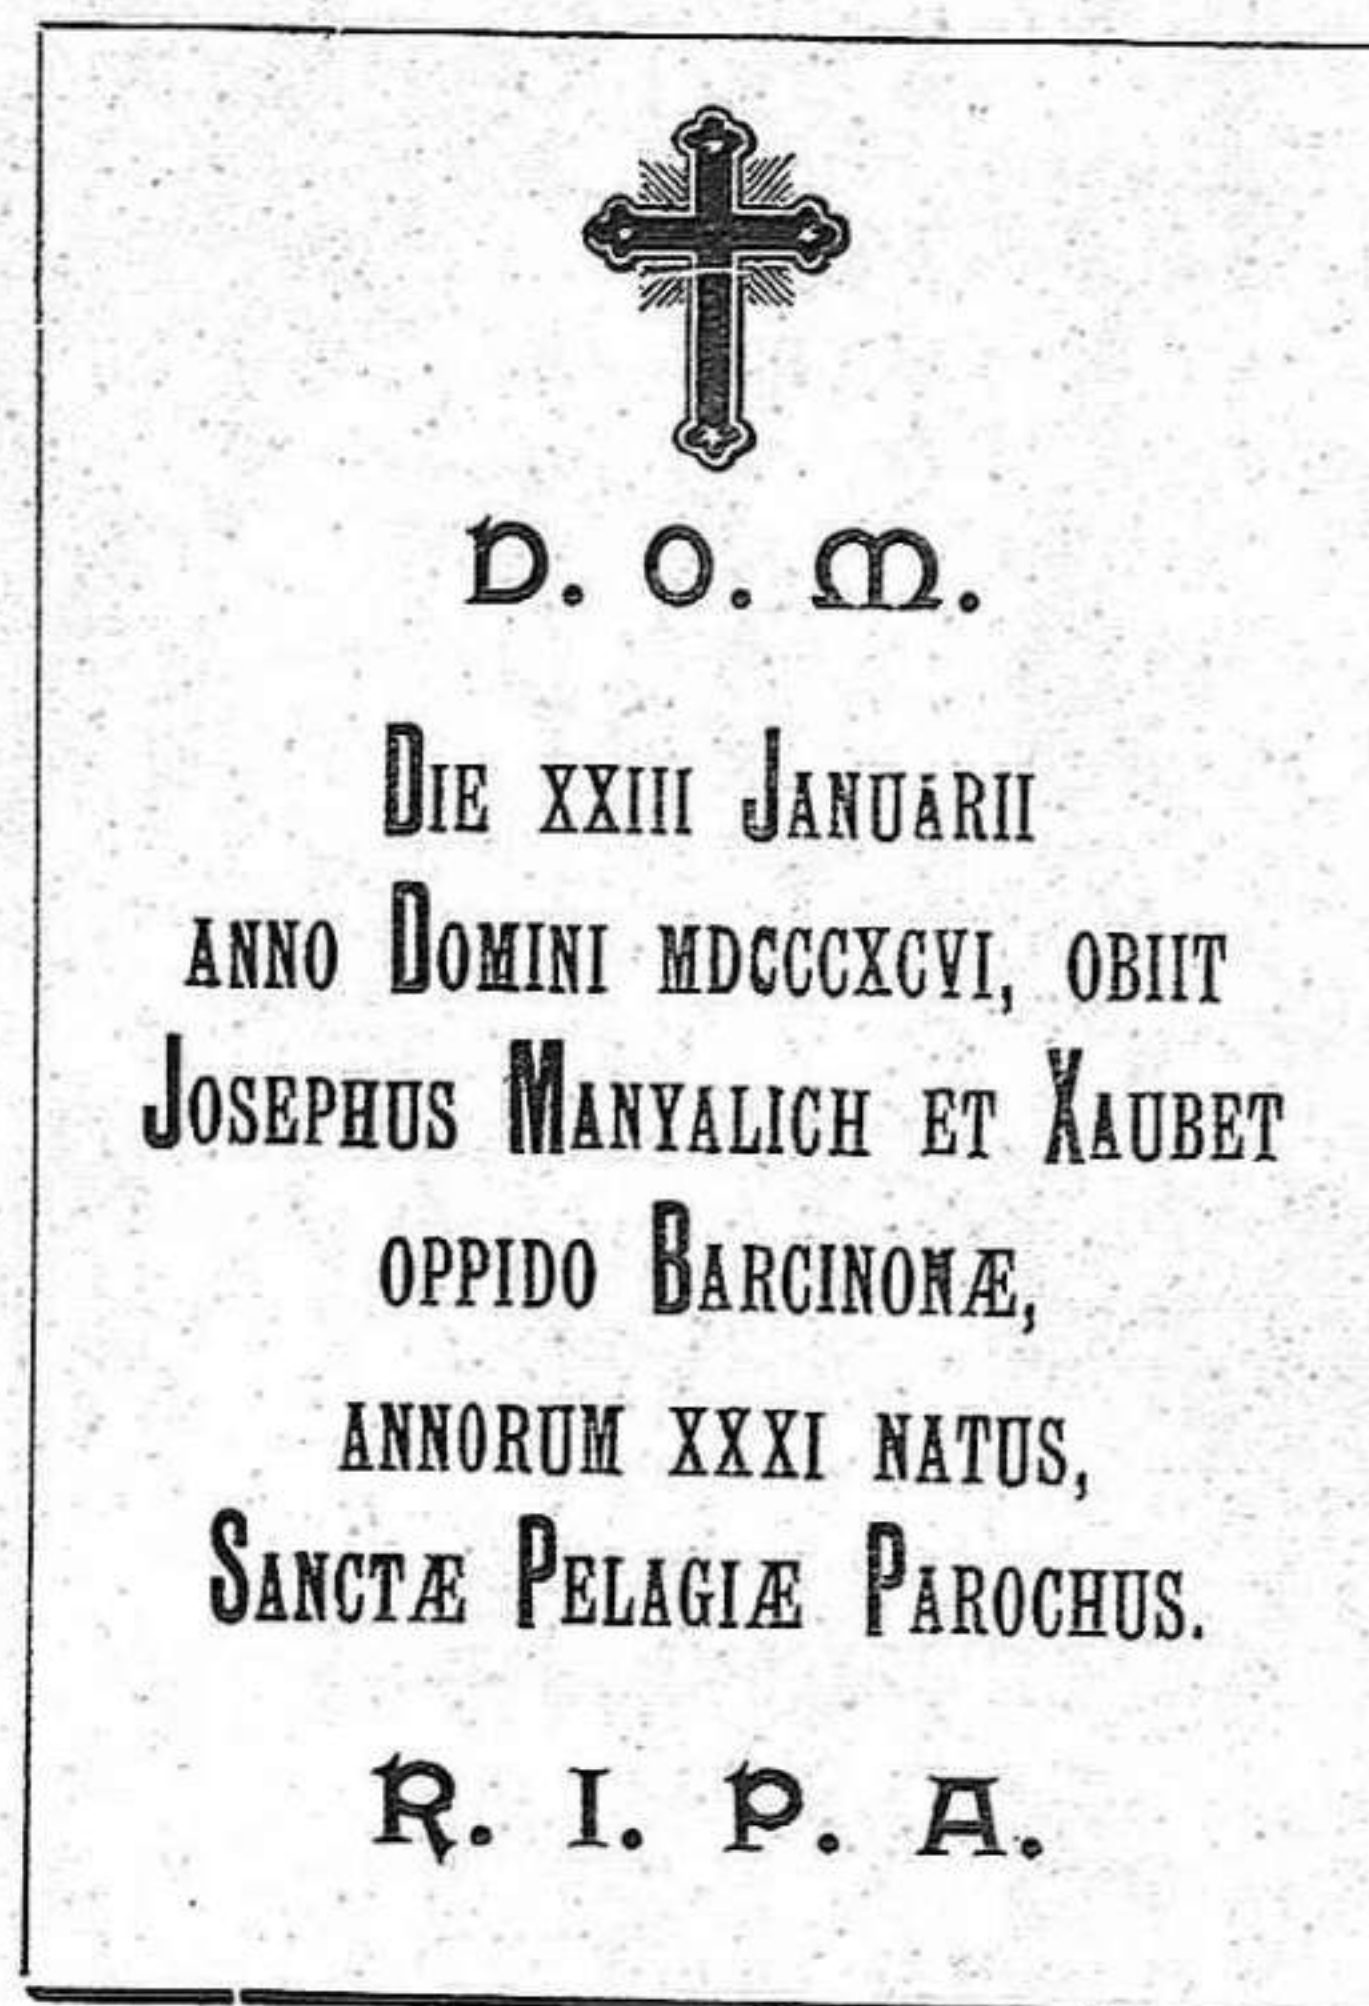 D. O. M.
DIE XXIII JANUARII
ANNO DOMINI MDCCCXCVI, OBIIT
JOSEPHUS MANYALICH ET XAUBET
OPPIDO BARCINONÆ,
ANNORUM XXXI NATUS,
SANCTÆ PELAGIÆ PAROCHUS.
R. I. P. A.